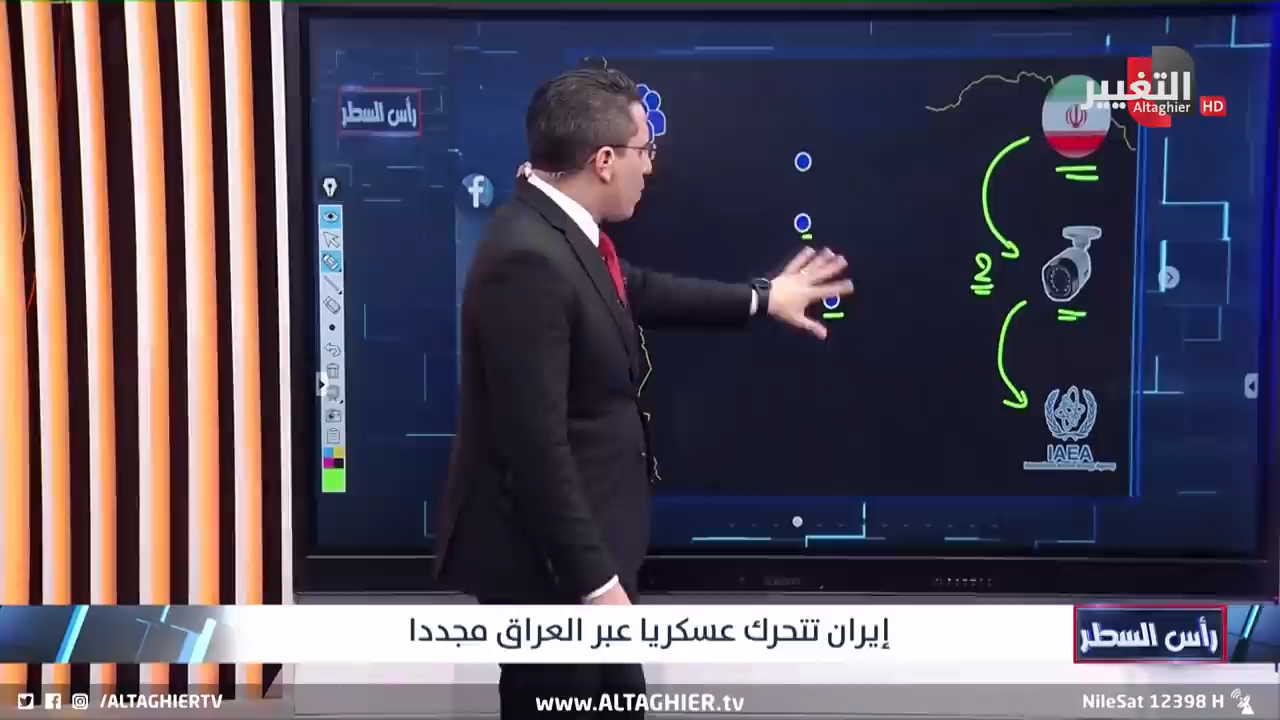 التغيير
Altaghier HD
رأس السطر
f
2
IAEA
إيران تتحرك عسكريا عبر العراق مجددا
رأس السطر
/ALTAGHIERTV
www.ALTAGHIER.tv
NileSat 12398 H